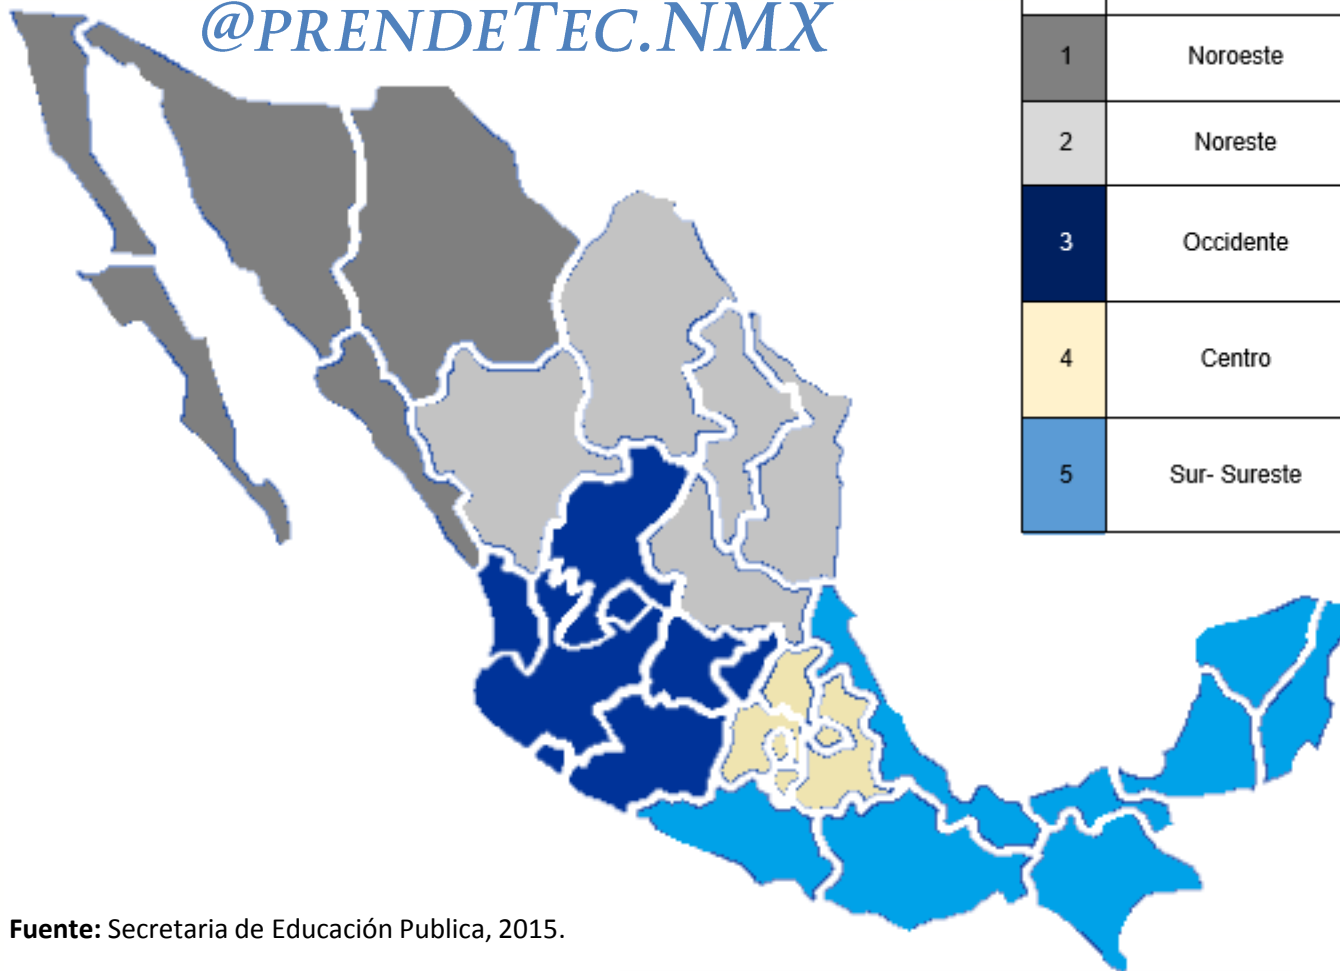 @PRENDETEC.NMX
1 Noroeste
2 Noreste
3 Occidente
4 Centro
5 Sur- Sureste
Fuente: Secretaria de Educación Publica, 2015.